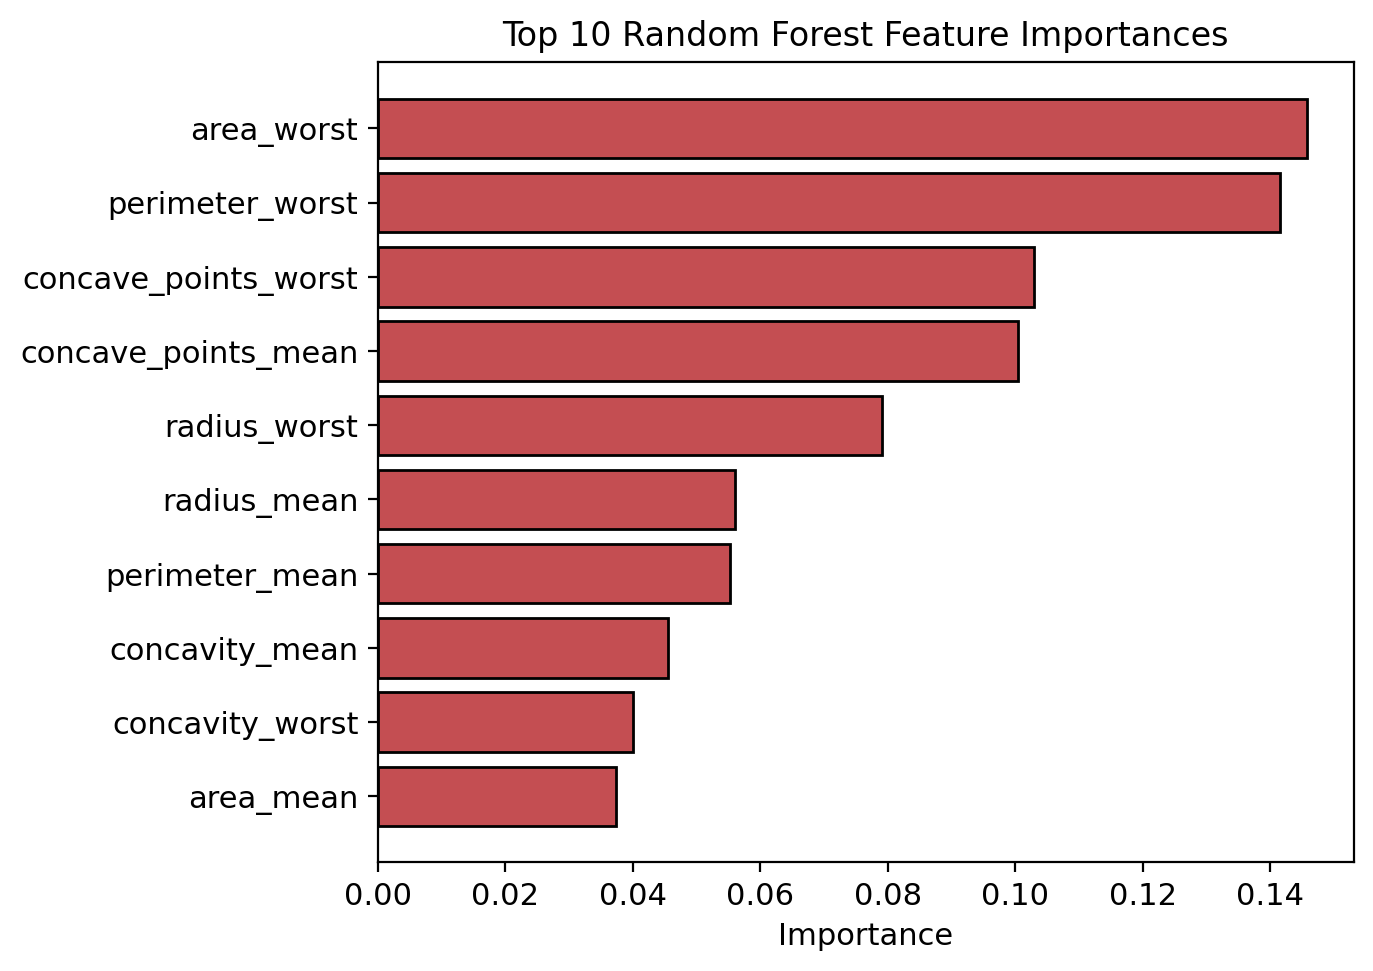 Top 10 Random Forest Feature Importances
area_worst
perimeter_worst
concave_points_worst
concave_points_mean
radius_worst
radius_mean
perimeter_mean
concavity_mean
concavity_worst
area_mean
0.00 0.02 0.04 0.06 0.08 0.10 0.12 0.14
Importance